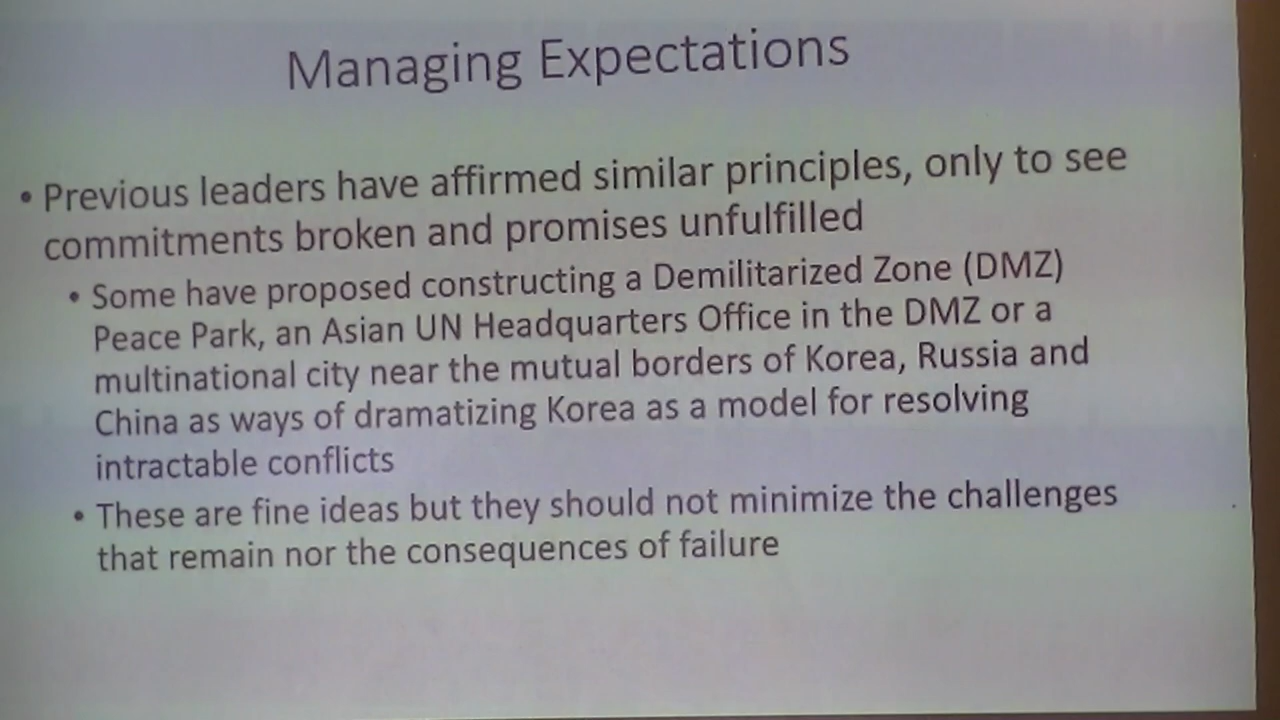 Managing Expectations
• Previous leaders have affirmed similar principles, only to see
commitments broken and promises unfulfilled
• Some have proposed constructing a Demilitarized Zone (DMZ)
Peace Park, an Asian UN Headquarters Office in the DMZ or a
multinational city near the mutual borders of Korea, Russia and
China as ways of dramatizing Korea as a model for resolving
intractable conflicts
• These are fine ideas but they should not minimize the challenges
that remain nor the consequences of failure